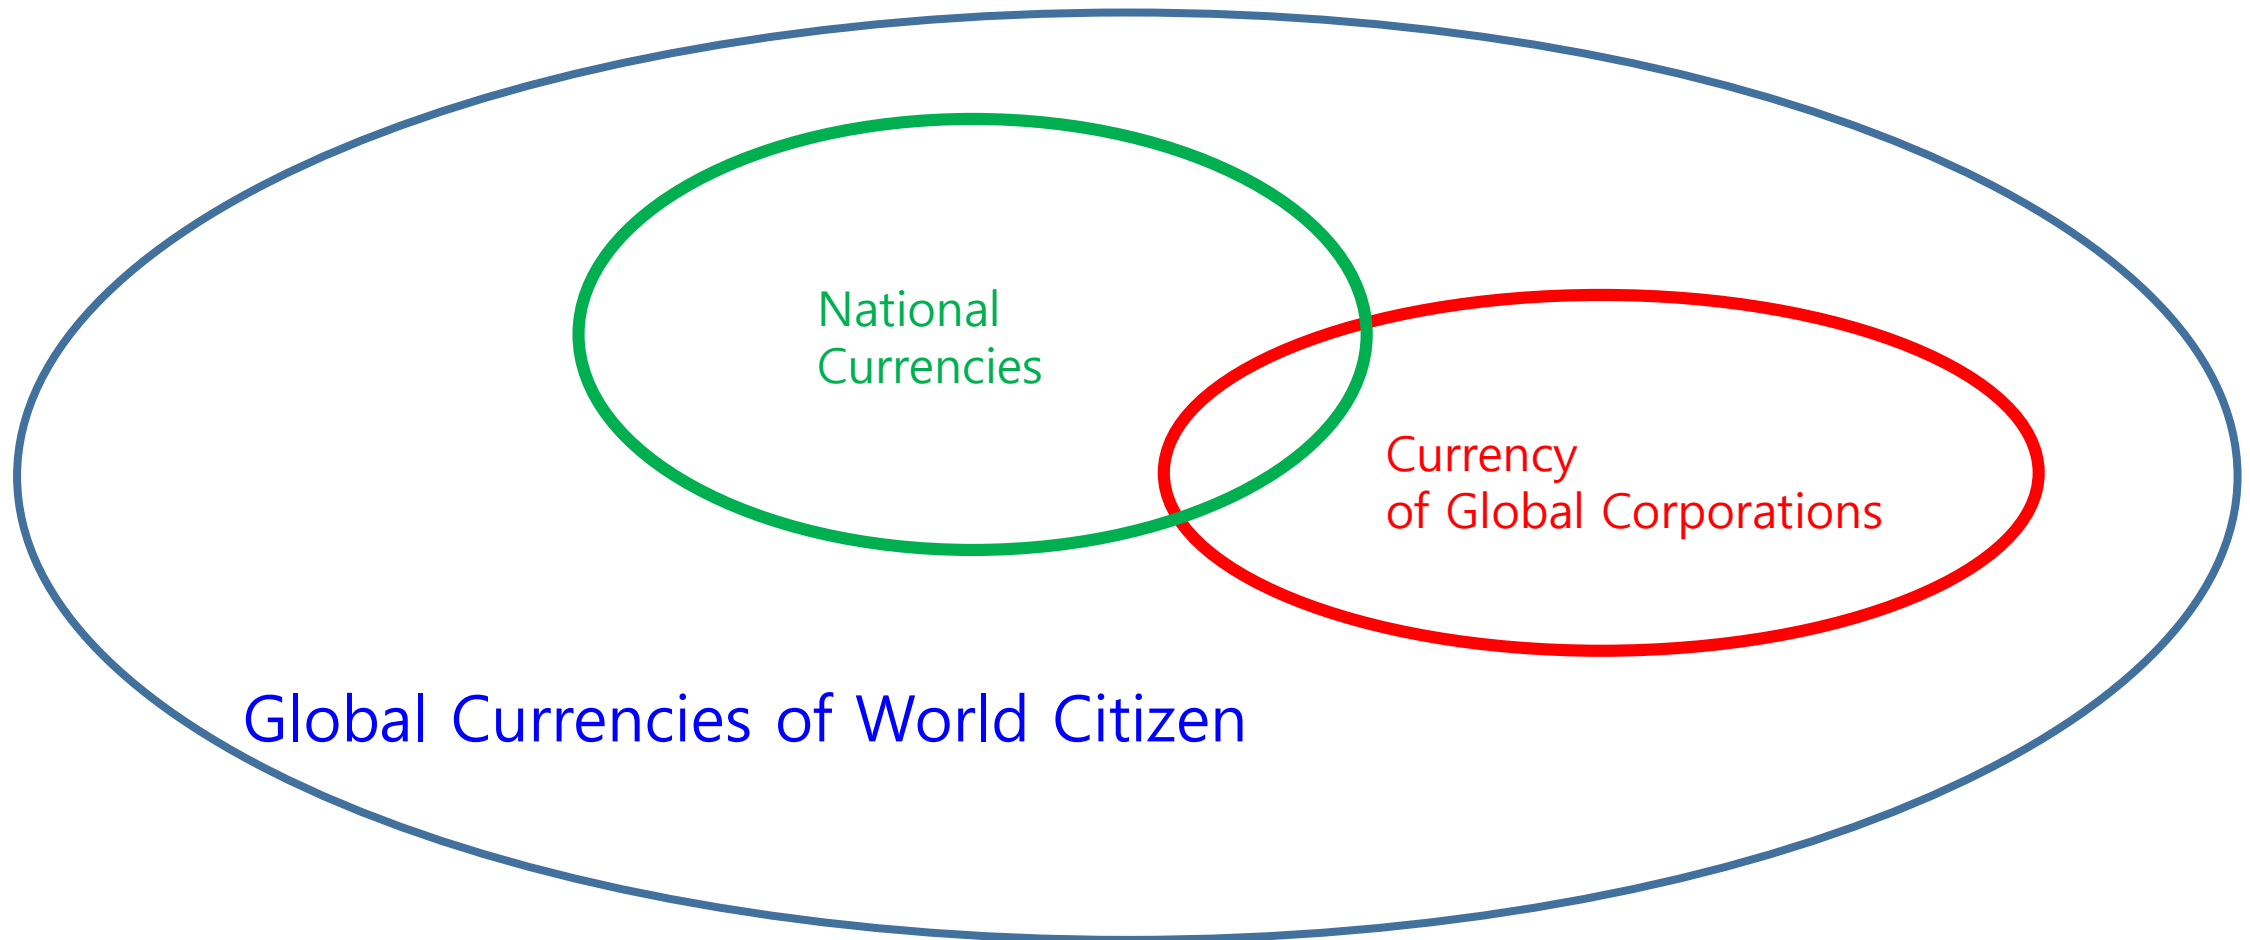 National
Currencies
Currency
of Global Corporations
Global Currencies of World Citizen